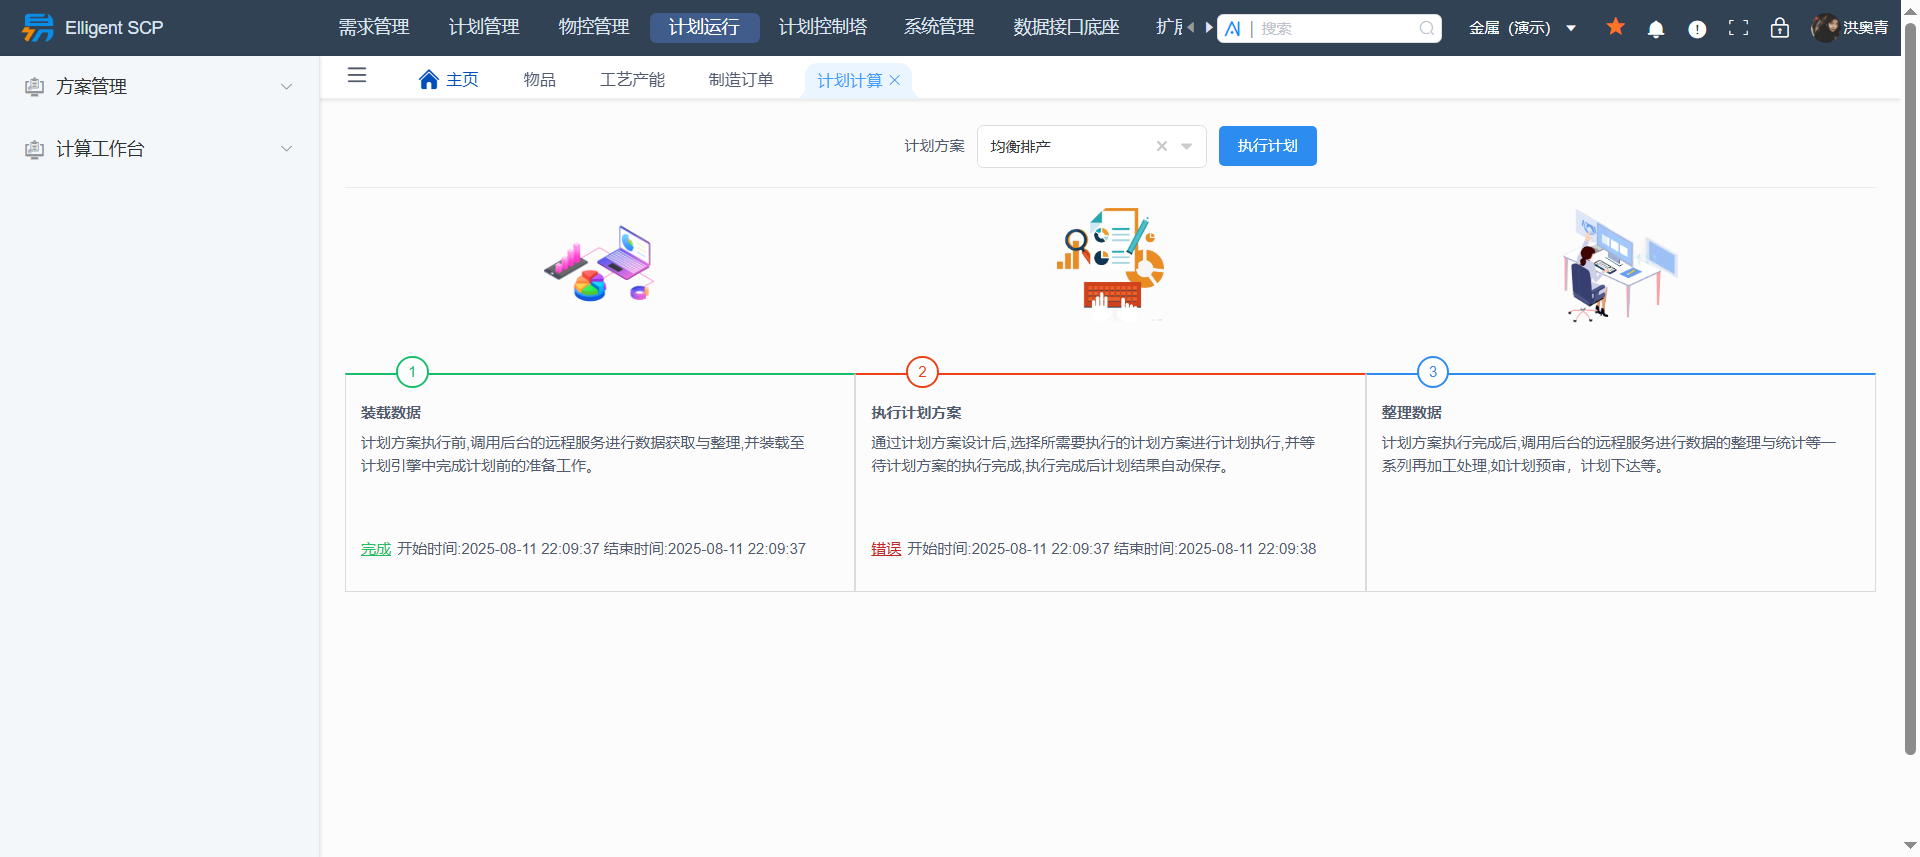 Elligent SCP
需求管理
计划管理
物控管理
计划运行
计划控制塔
系统管理
数据接口底座
AI | 搜索
金属（演示）
洪奥青
方案管理
计算工作台
主页
物品
工艺产能
制造订单
计划计算
计划方案
均衡排产
执行计划
1
装载数据
计划方案执行前,调用后台的远程服务进行数据获取与整理,并装载至
计划引擎中完成计划前的准备工作。
完成 开始时间:2025-08-11 22:09:37 结束时间:2025-08-11 22:09:37
2
执行计划方案
通过计划方案设计后,选择所需要执行的计划方案进行计划执行,并等
待计划方案的执行完成,执行完成后计划结果自动保存。
错误 开始时间:2025-08-11 22:09:37 结束时间:2025-08-11 22:09:38
3
整理数据
计划方案执行完成后,调用后台的远程服务进行数据的整理与统计等一
系列再加工处理,如计划预审，计划下达等。